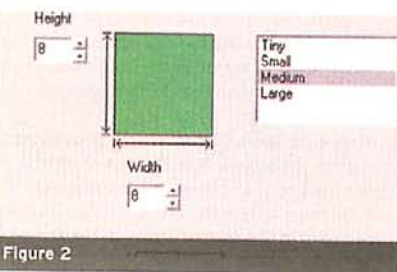 Height
8
Tiny
Small
Medium
Large
Width
8
Figure 2